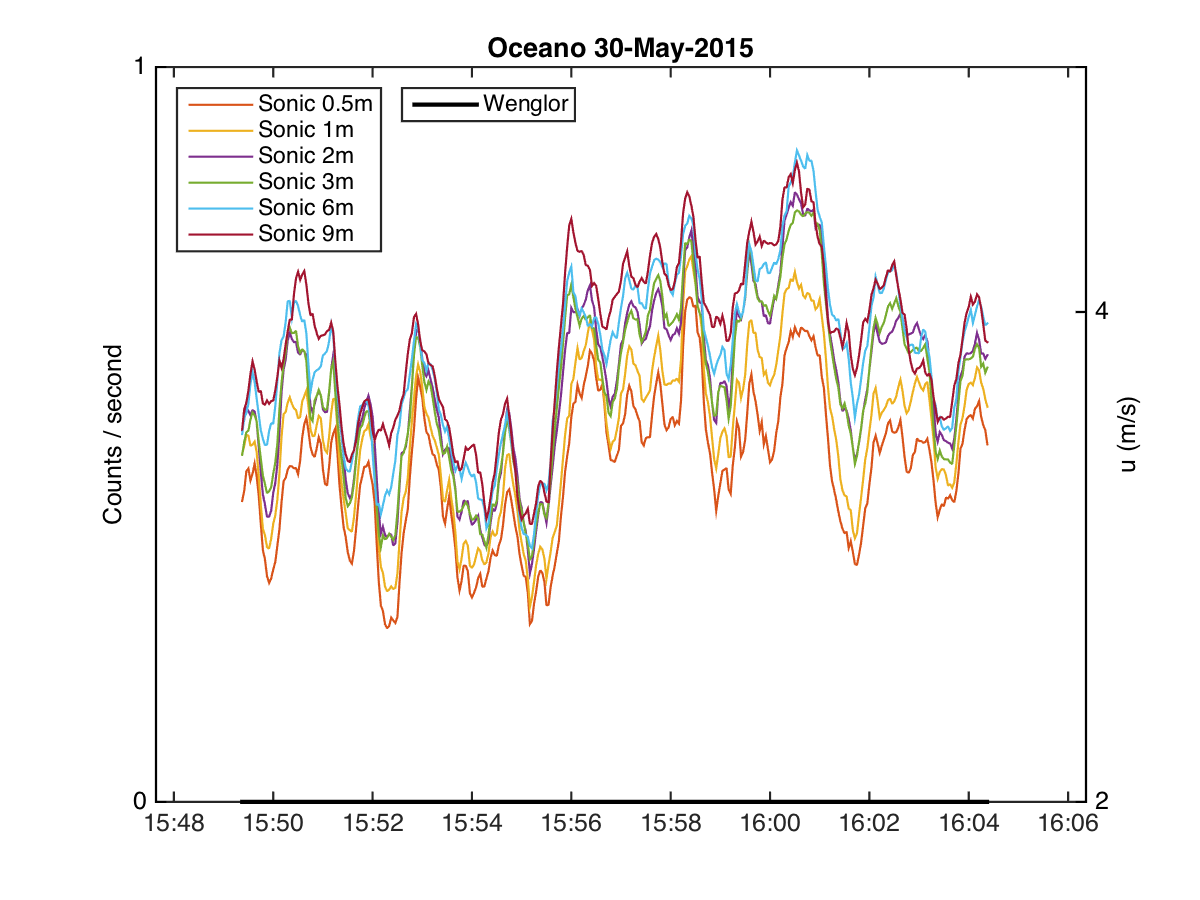 Oceano 30-May-2015
1
Sonic 0.5m
Sonic 1m
Sonic 2m
Sonic 3m
Sonic 6m
Sonic 9m
Wenglor
4
Counts / second
u (m/s)
0
2
15:48 15:50 15:52 15:54 15:56 15:58 16:00 16:02 16:04 16:06